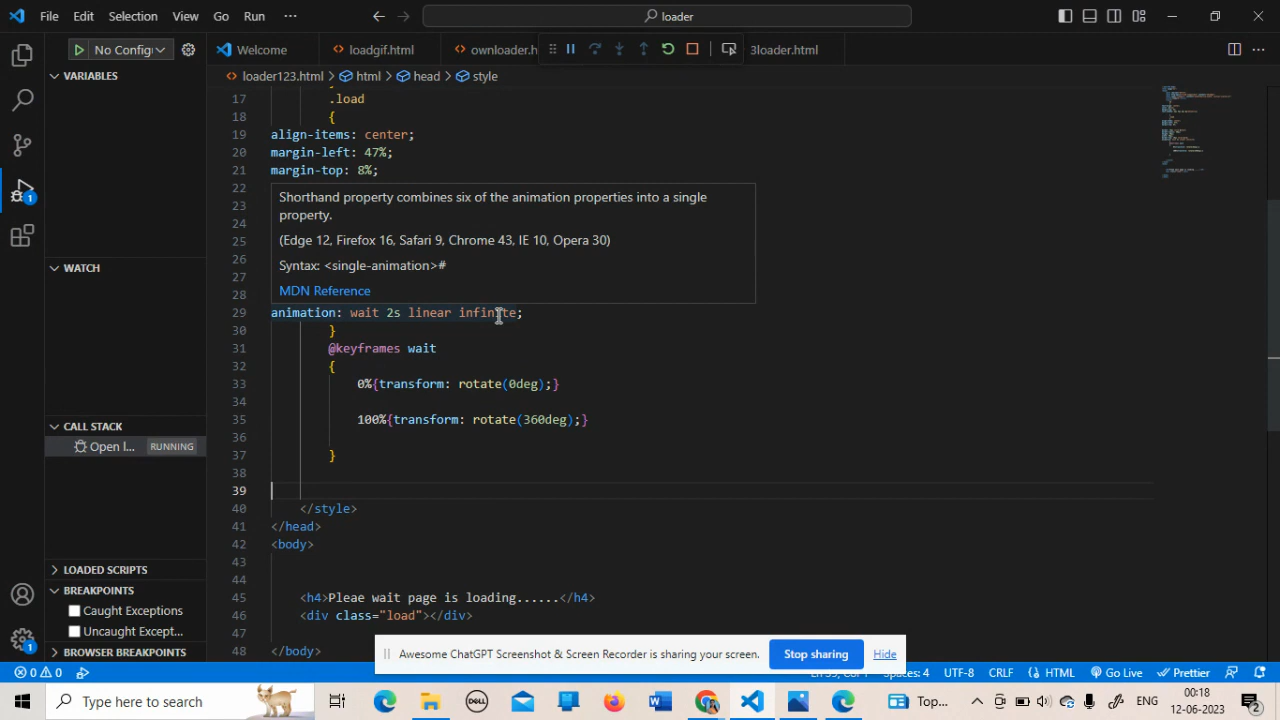 File Edit Selection View Go Run ··· loader
No Config Welcome loadgif.html ownloader.h 3loader.html
VARIABLES
loader123.html > html > head > style
17 .load
18 {
19 align-items: center;
20 margin-left: 47%;
21 margin-top: 8%;
22
23
24
25
26
27
28
Shorthand property combines six of the animation properties into a single
property.
(Edge 12, Firefox 16, Safari 9, Chrome 43, IE 10, Opera 30)
Syntax: <single-animation>#
MDN Reference
29 animation: wait 2s linear infinite;
30 }
31 @keyframes wait
32 {
33 0%{transform: rotate(0deg);}
34
35 100%{transform: rotate(360deg);}
36
37 }
38
39
40 </style>
41 </head>
42 <body>
43
44
45 <h4>Pleae wait page is loading......</h4>
46 <div class="load"></div>
47
48 </body>
WATCH
CALL STACK
Open l... RUNNING
LOADED SCRIPTS
BREAKPOINTS
Caught Exceptions
Uncaught Except...
BROWSER BREAKPOINTS
1
1
Awesome ChatGPT Screenshot & Screen Recorder is sharing your screen. Stop sharing Hide
0 0 Spaces: 4 UTF-8 CRLF HTML Go Live Prettier
Type here to search
DELL
Top...
00:18
12-06-2023
2